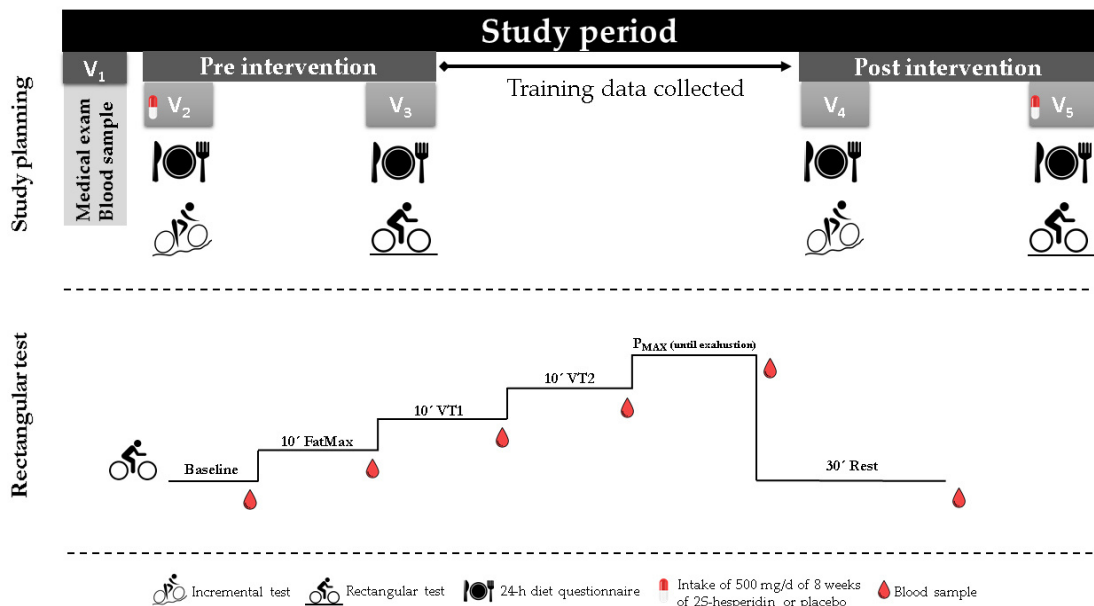 Study period
V1
Pre intervention
Training data collected
Post intervention
Study planning
Medical exam
Blood sample
V2
V3
V4
V5
Rectangular test
Baseline
10´ FatMax
10´ VT1
10´ VT2
PMAX (until exahustion)
30´ Rest
Incremental test
Rectangular test
24-h diet questionnaire
Intake of 500 mg/d of 8 weeks
of 2S-hesperidin or placebo
Blood sample